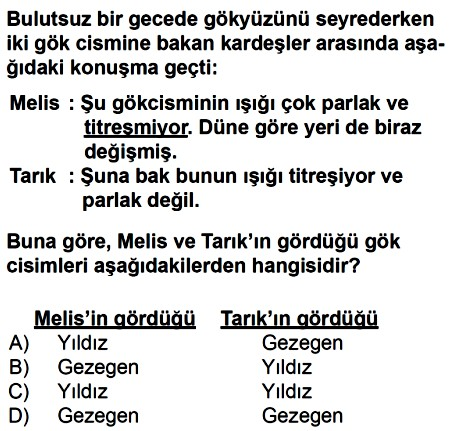 Bulutsuz bir gecede gökyüzünü seyrederken
iki gök cismine bakan kardeşler arasında aşa-
ğıdaki konuşma geçti:
Melis : Şu gökcisminin ışığı çok parlak ve
titreşmiyor. Düne göre yeri de biraz
değişmiş.
Tarık : Şuna bak bunun ışığı titreşiyor ve
parlak değil.
Buna göre, Melis ve Tarık'ın gördüğü gök
cisimleri aşağıdakilerden hangisidir?
Melis'in gördüğü Tarık'ın gördüğü
A) Yıldız Gezegen
B) Gezegen Yıldız
C) Yıldız Yıldız
D) Gezegen Gezegen